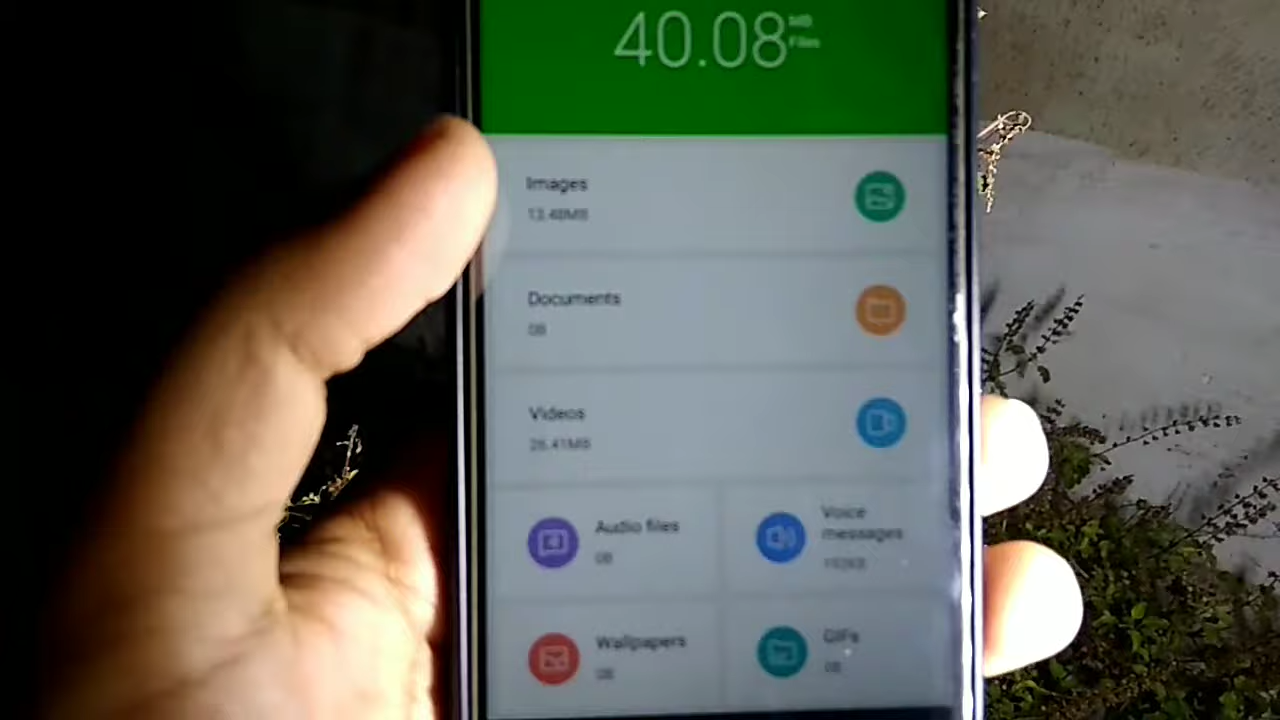 40.08
MB
Files
Images
13.48MB
Documents
0B
Videos
26.41MB
Audio files
0B
Voice
messages
192KB
Wallpapers
0B
GIFs
0B